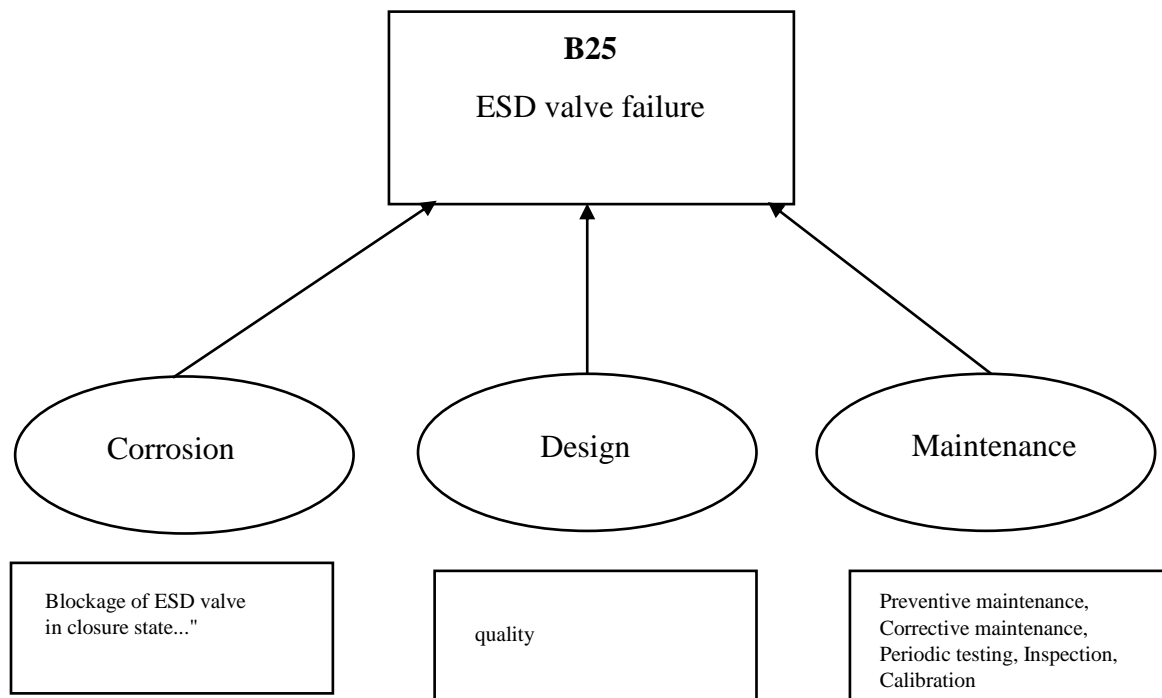 B25
ESD valve failure
Corrosion
Design
Maintenance
Blockage of ESD valve
in closure state..."
quality
Preventive maintenance,
Corrective maintenance,
Periodic testing, Inspection,
Calibration